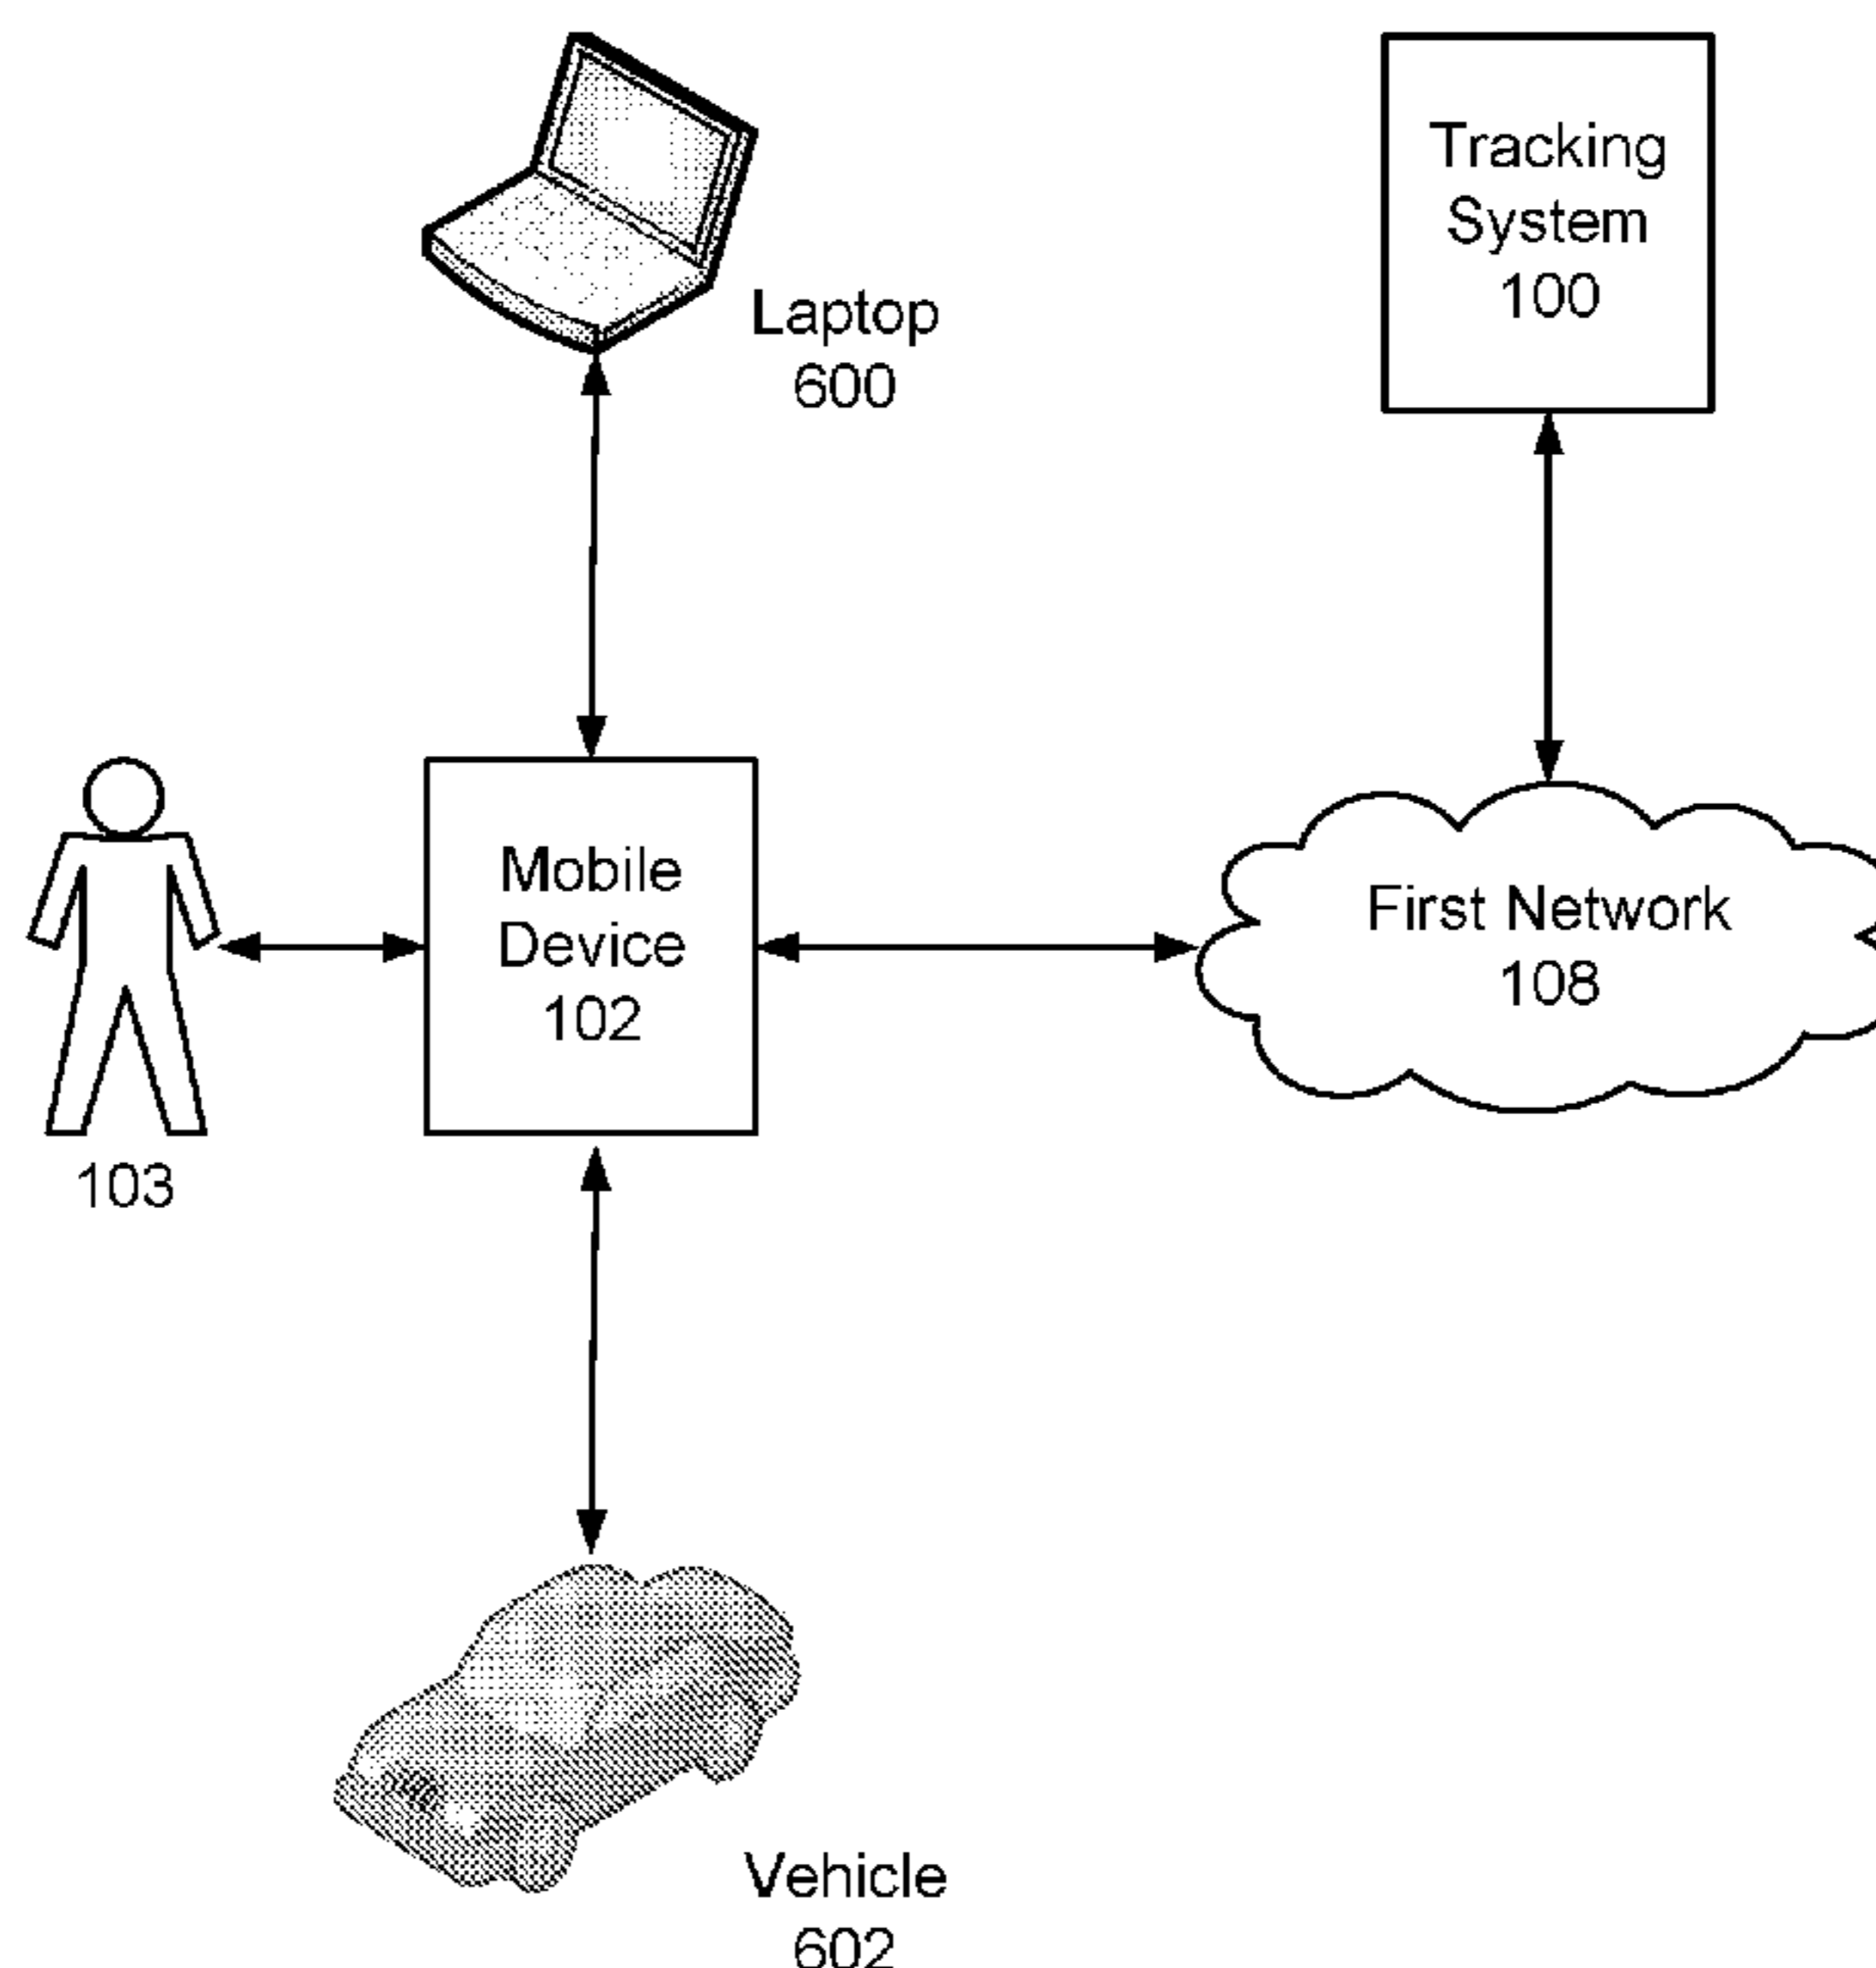 Laptop
600
Tracking
System
100
Mobile
Device
102
First Network
108
103
Vehicle
602